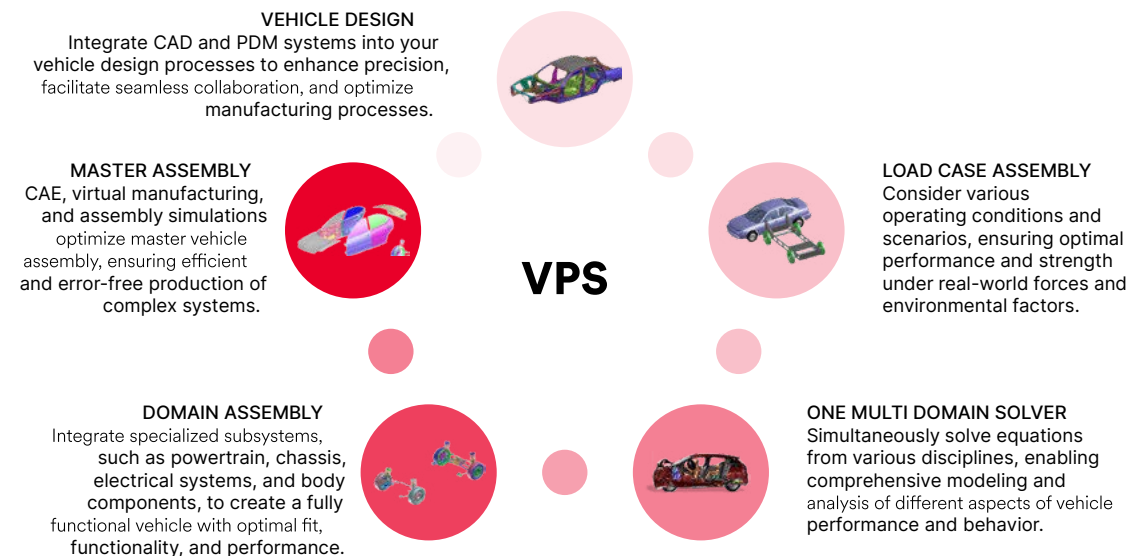 VEHICLE DESIGN
Integrate CAD and PDM systems into your
vehicle design processes to enhance precision,
facilitate seamless collaboration, and optimize
manufacturing processes.
MASTER ASSEMBLY
CAE, virtual manufacturing,
and assembly simulations
optimize master vehicle
assembly, ensuring efficient
and error-free production of
complex systems.
LOAD CASE ASSEMBLY
Consider various
operating conditions and
scenarios, ensuring optimal
performance and strength
under real-world forces and
environmental factors.
VPS
DOMAIN ASSEMBLY
Integrate specialized subsystems,
such as powertrain, chassis,
electrical systems, and body
components, to create a fully
functional vehicle with optimal fit,
functionality, and performance.
ONE MULTI DOMAIN SOLVER
Simultaneously solve equations
from various disciplines, enabling
comprehensive modeling and
analysis of different aspects of vehicle
performance and behavior.